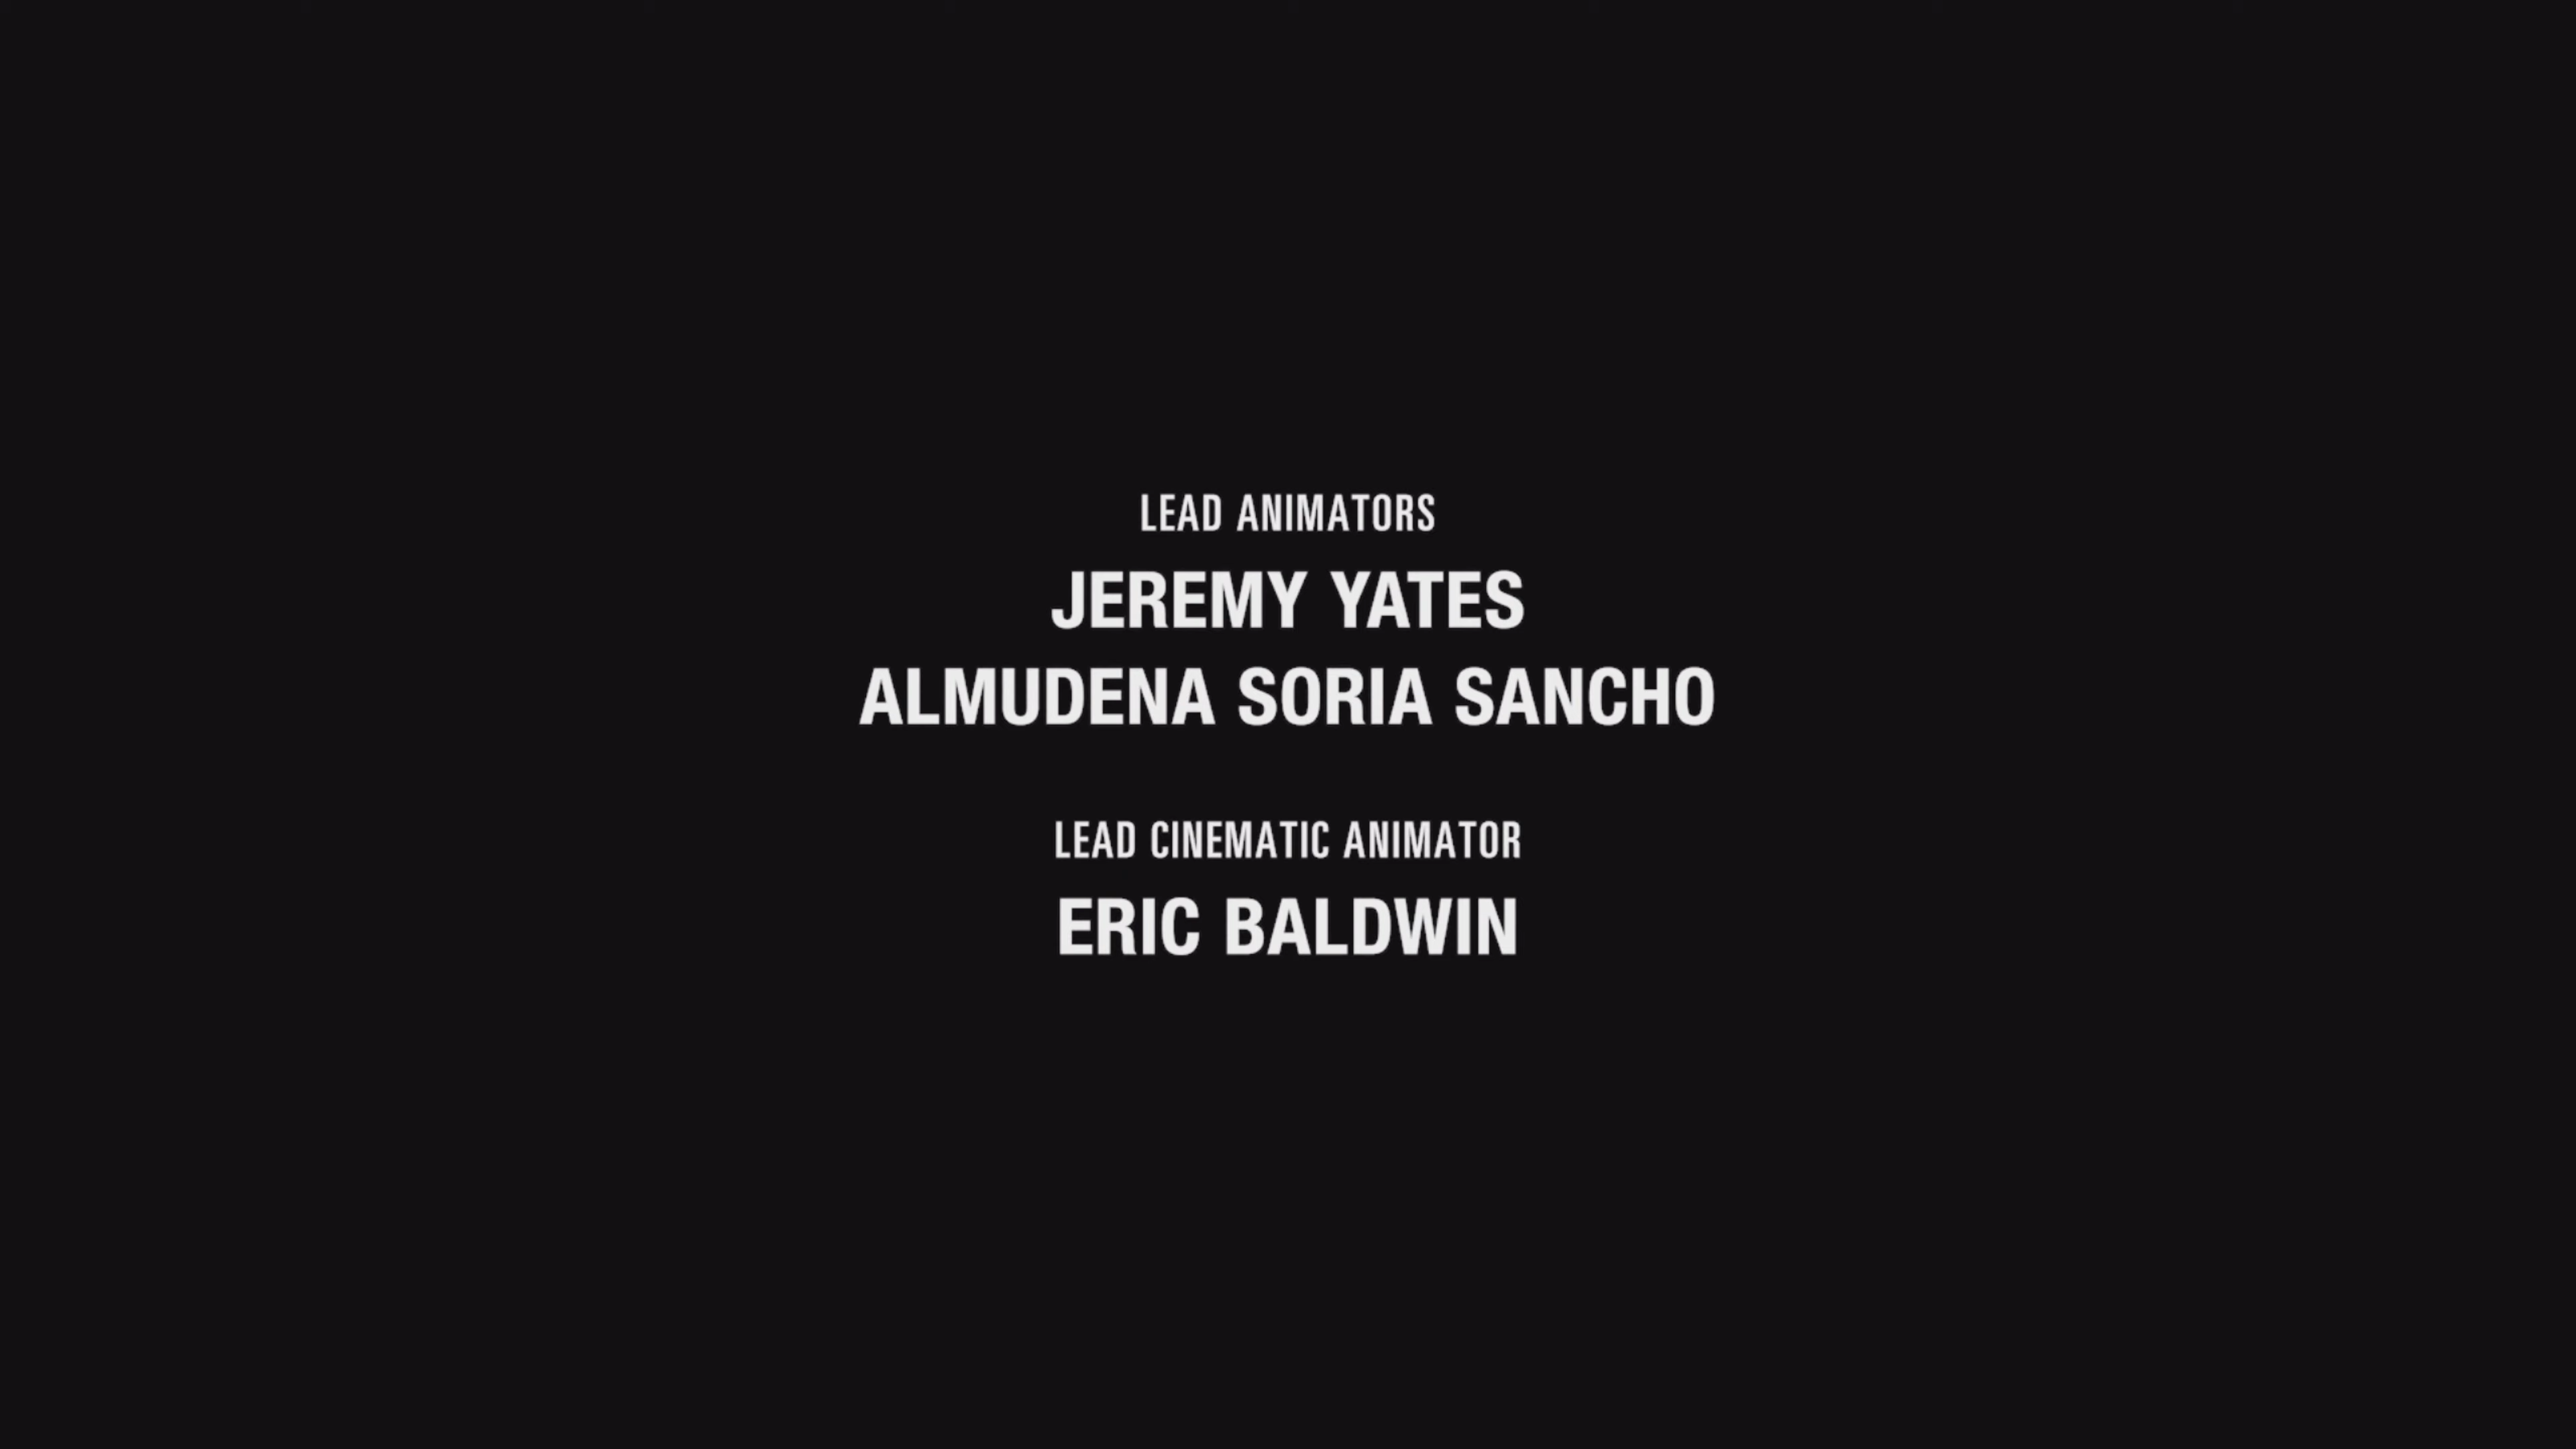 LEAD ANIMATORS
JEREMY YATES
ALMUDENA SORIA SANCHO
LEAD CINEMATIC ANIMATOR
ERIC BALDWIN